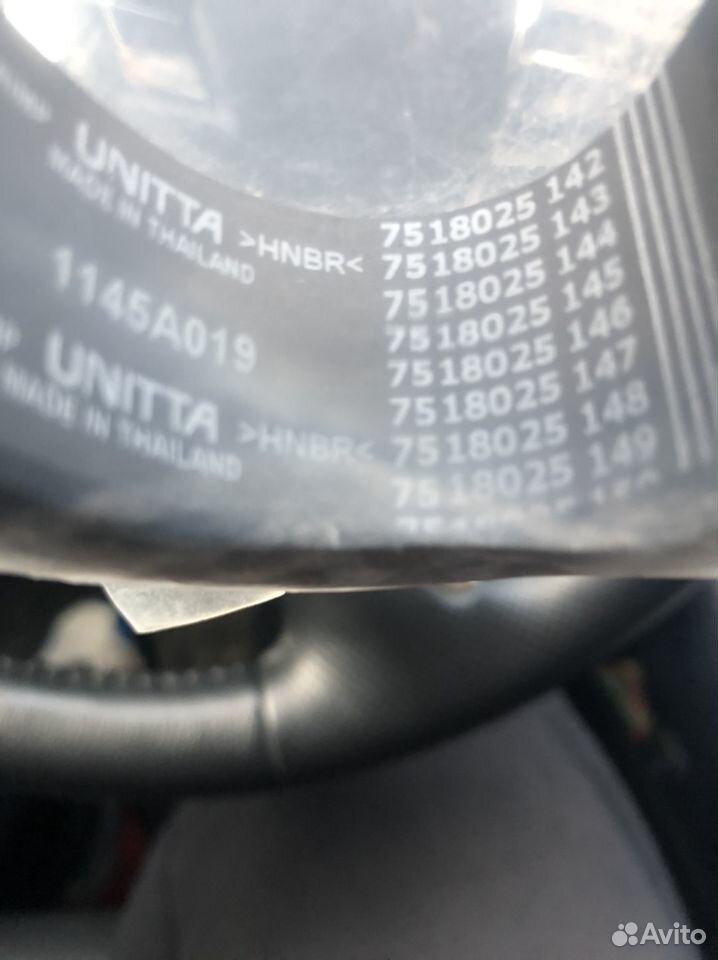 UNITTA >HNBR< 7518025 142
MADE IN THAILAND 7518025 143
7518025 144
1145A019 7518025 145
7518025 146
UNITTA >HNBR< 7518025 147
MADE IN THAILAND 7518025 148
7518025 149
Avito